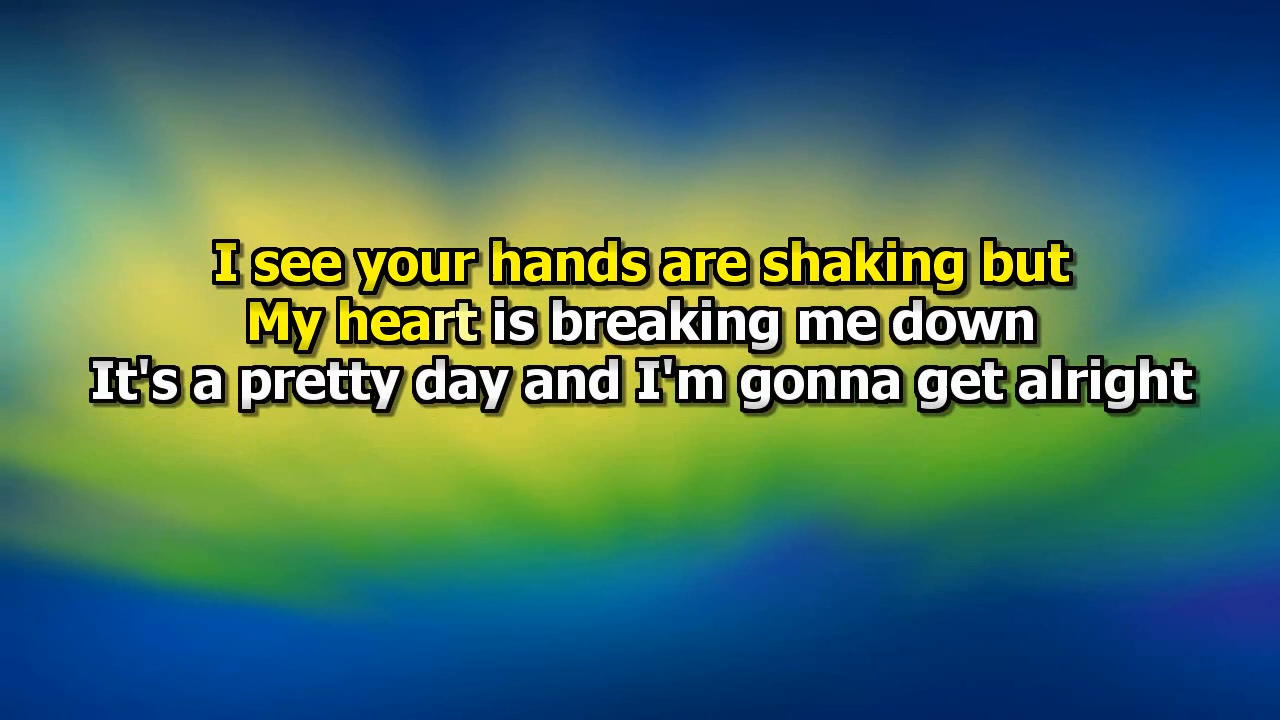 I see your hands are shaking but
My heart is breaking me down
It's a pretty day and I'm gonna get alright